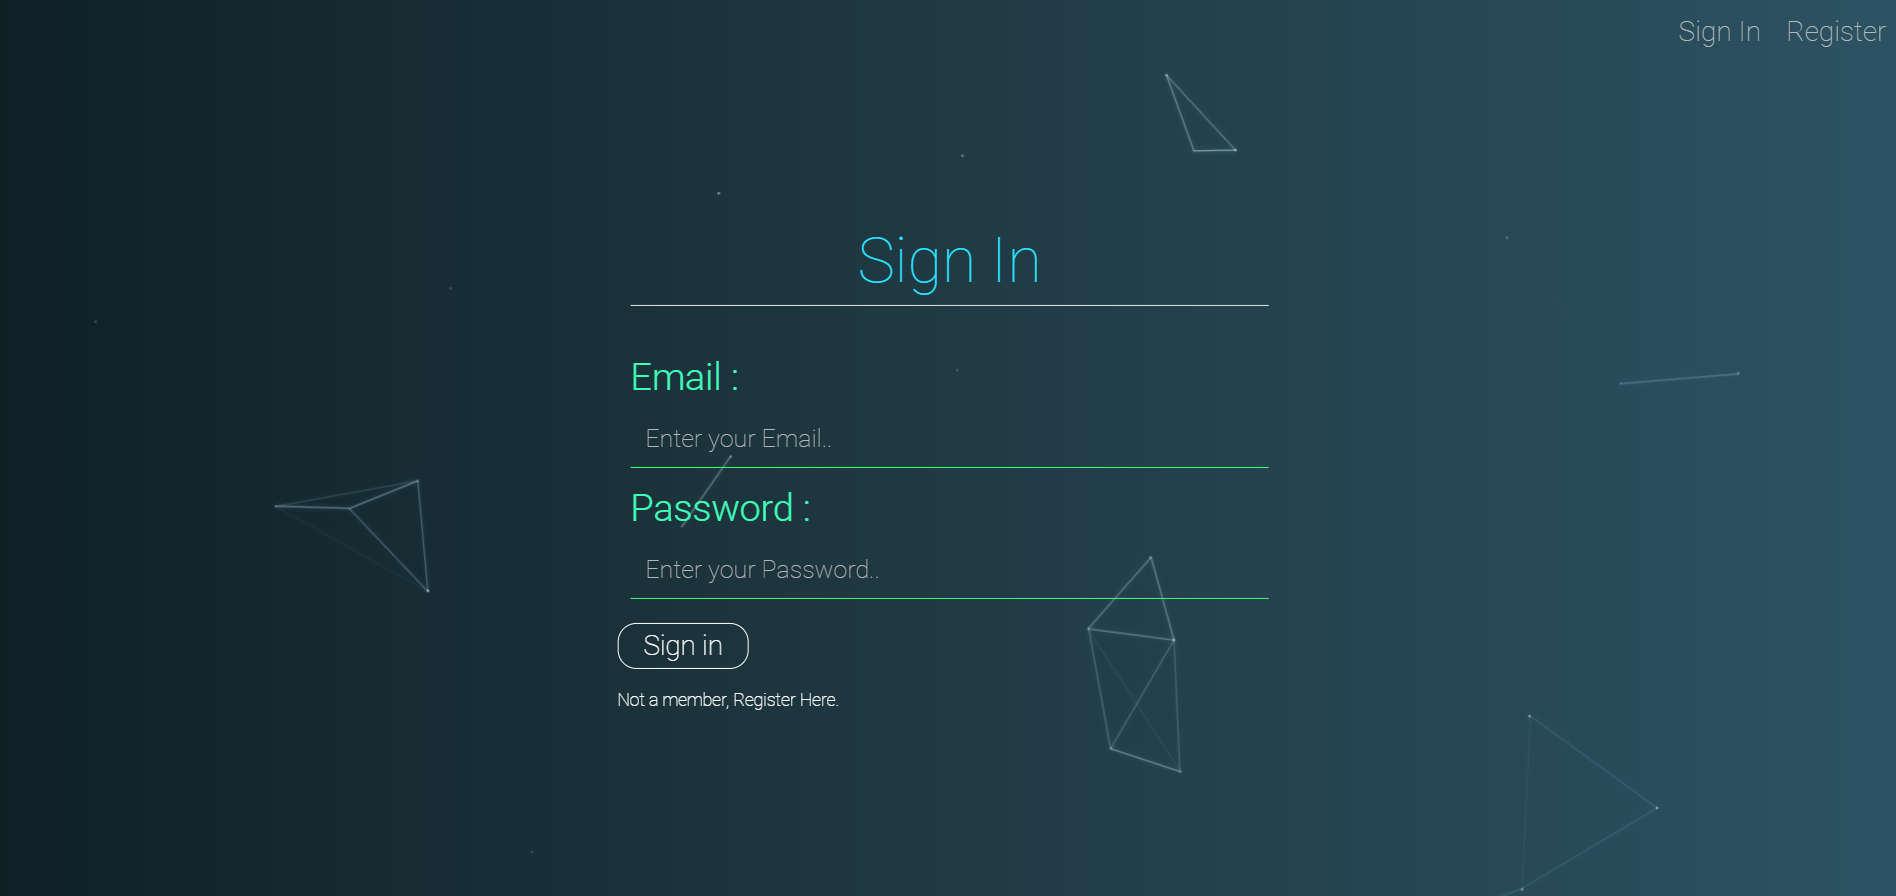 Sign In Register
Sign In
Email :
Enter your Email..
Password :
Enter your Password..
Sign in
Not a member, Register Here.